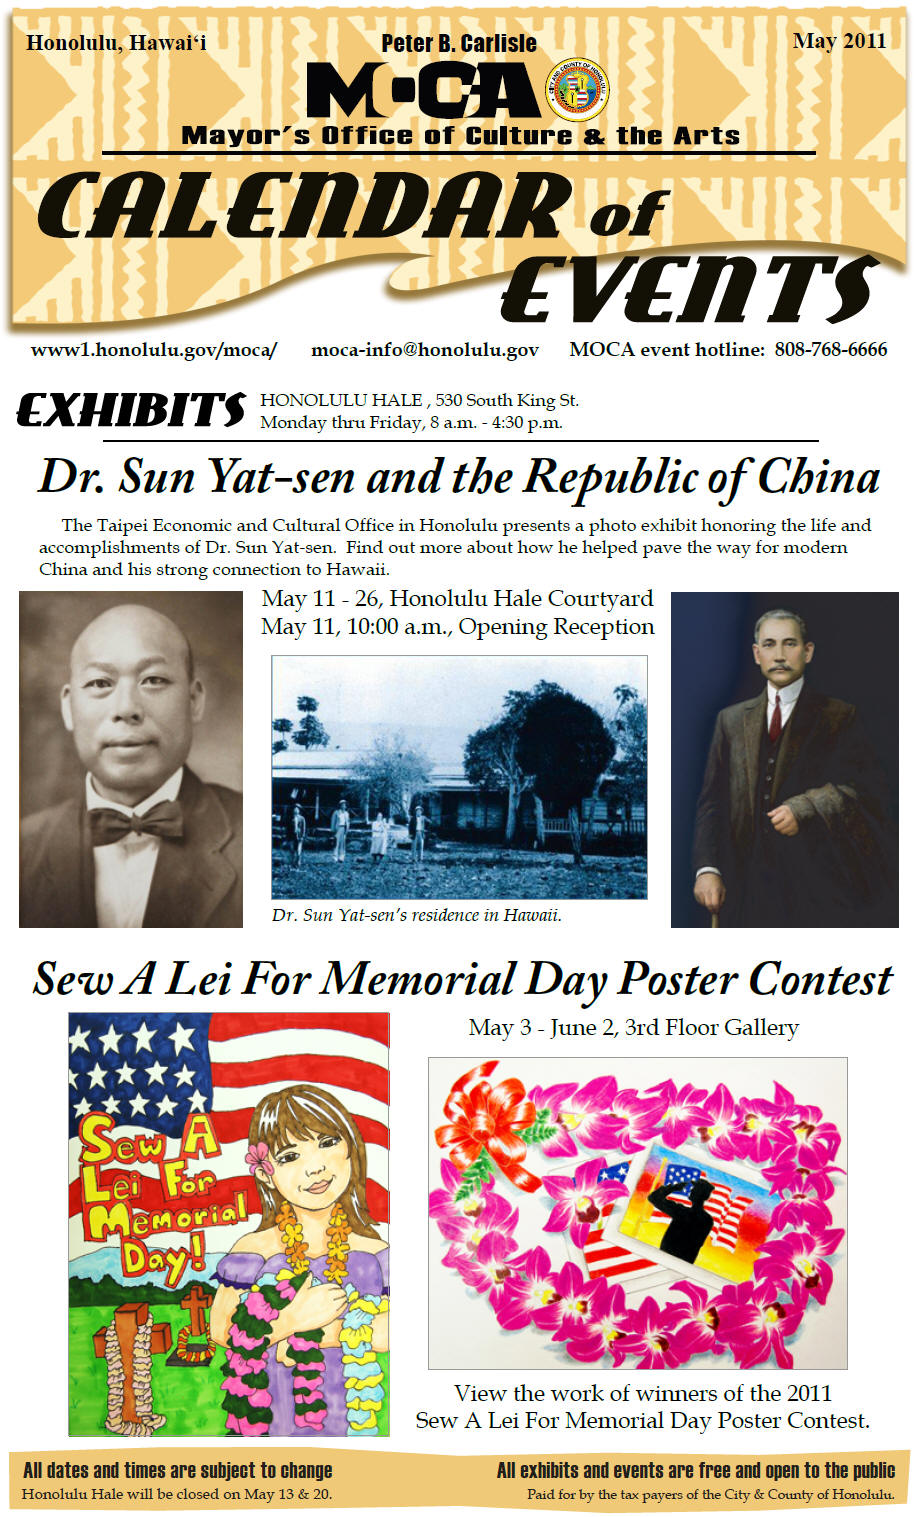 Honolulu, Hawai‘i
Peter B. Carlisle
May 2011
MOCA
Mayor's Office of Culture & the Arts
CALENDAR of
EVENTS
www1.honolulu.gov/moca/ moca-info@honolulu.gov MOCA event hotline: 808-768-6666
EXHIBITS
HONOLULU HALE , 530 South King St.
Monday thru Friday, 8 a.m. - 4:30 p.m.
Dr. Sun Yat-sen and the Republic of China
The Taipei Economic and Cultural Office in Honolulu presents a photo exhibit honoring the life and
accomplishments of Dr. Sun Yat-sen. Find out more about how he helped pave the way for modern
China and his strong connection to Hawaii.
May 11 - 26, Honolulu Hale Courtyard
May 11, 10:00 a.m., Opening Reception
Dr. Sun Yat-sen's residence in Hawaii.
Sew A Lei For Memorial Day Poster Contest
May 3 - June 2, 3rd Floor Gallery
Sew A
Lei For
Memorial
Day!
View the work of winners of the 2011
Sew A Lei For Memorial Day Poster Contest.
All dates and times are subject to change
Honolulu Hale will be closed on May 13 & 20.
All exhibits and events are free and open to the public
Paid for by the tax payers of the City & County of Honolulu.